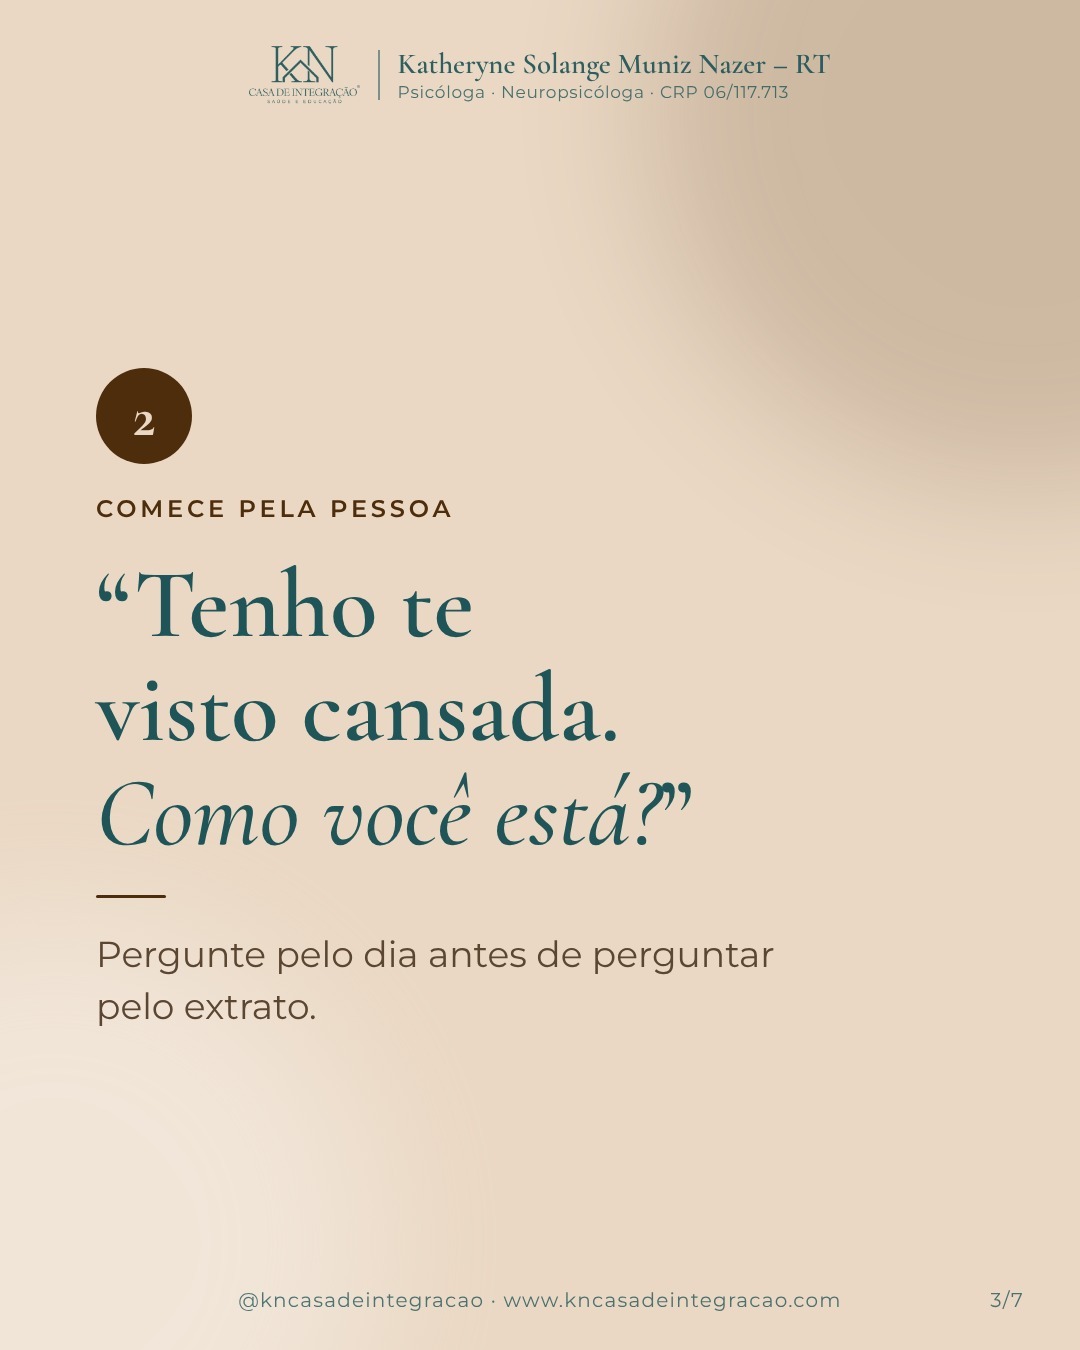 KN
CASA DE INTEGRAÇÃO®
SAÚDE E EDUCAÇÃO
Katheryne Solange Muniz Nazer – RT
Psicóloga · Neuropsicóloga · CRP 06/117.713
2
COMECE PELA PESSOA
“Tenho te
visto cansada.
Como você está?”
Pergunte pelo dia antes de perguntar
pelo extrato.
@kncasadeintegracao · www.kncasadeintegracao.com
3/7